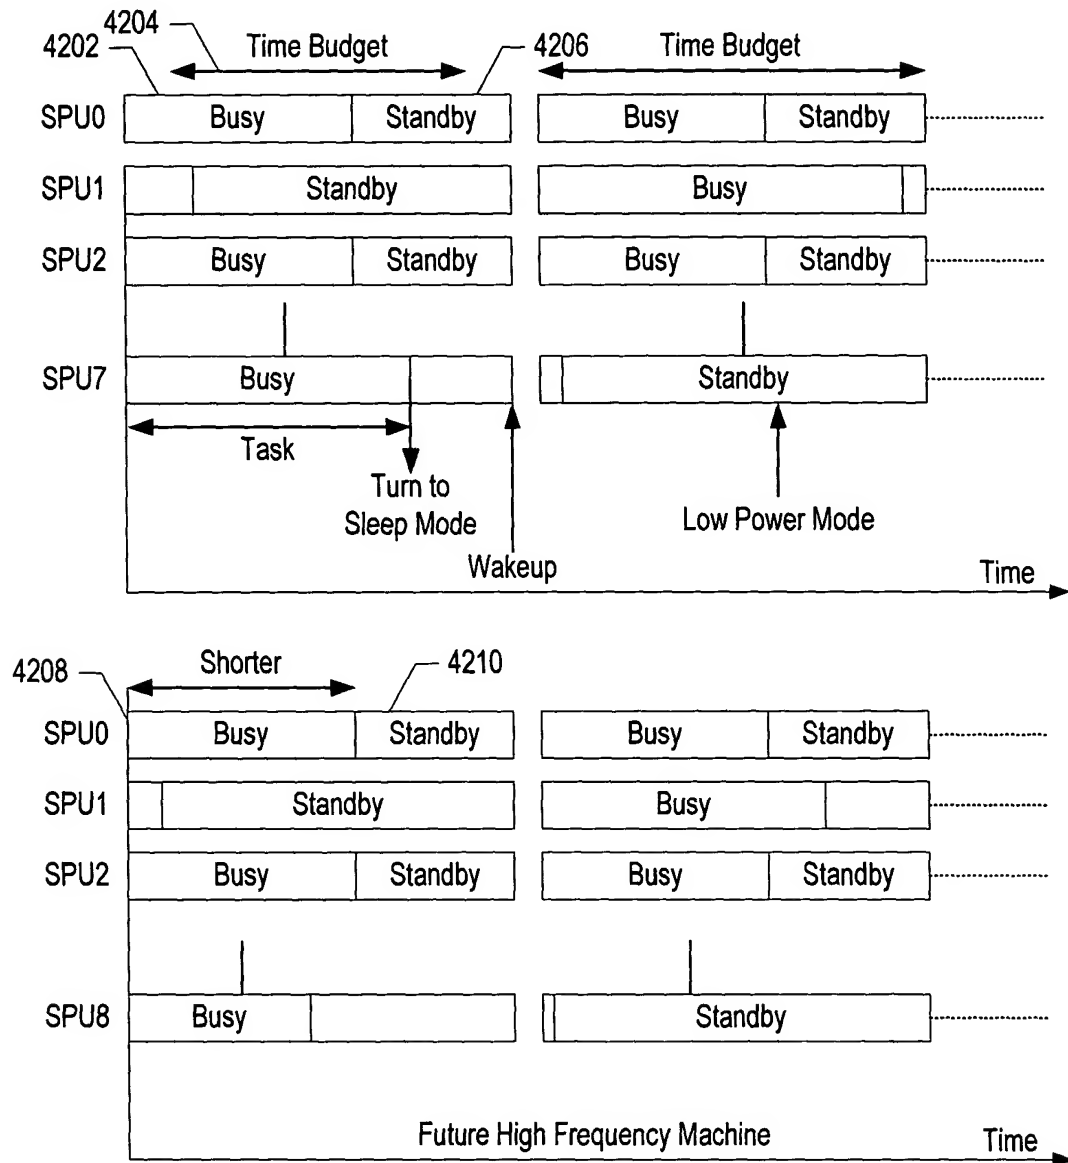 4204
4202 Time Budget 4206 Time Budget
SPU0 Busy Standby Busy Standby
SPU1 Standby Busy
SPU2 Busy Standby Busy Standby
SPU7 Busy Standby
Task
Turn to
Sleep Mode Low Power Mode
Wakeup Time
4208 Shorter 4210
SPU0 Busy Standby Busy Standby
SPU1 Standby Busy
SPU2 Busy Standby Busy Standby
SPU8 Busy Standby
Future High Frequency Machine Time